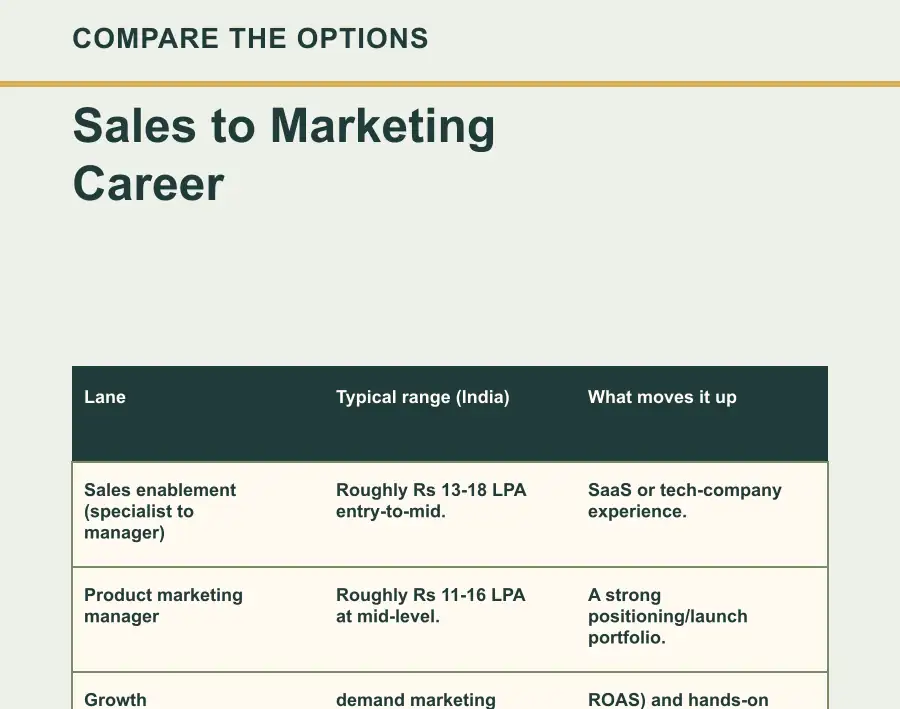 COMPARE THE OPTIONS
Sales to Marketing
Career
Lane
Typical range (India)
What moves it up
Sales enablement
(specialist to
manager)
Roughly Rs 13-18 LPA
entry-to-mid.
SaaS or tech-company
experience.
Product marketing
manager
Roughly Rs 11-16 LPA
at mid-level.
A strong
positioning/launch
portfolio.
Growth
demand marketing
ROAS) and hands-on